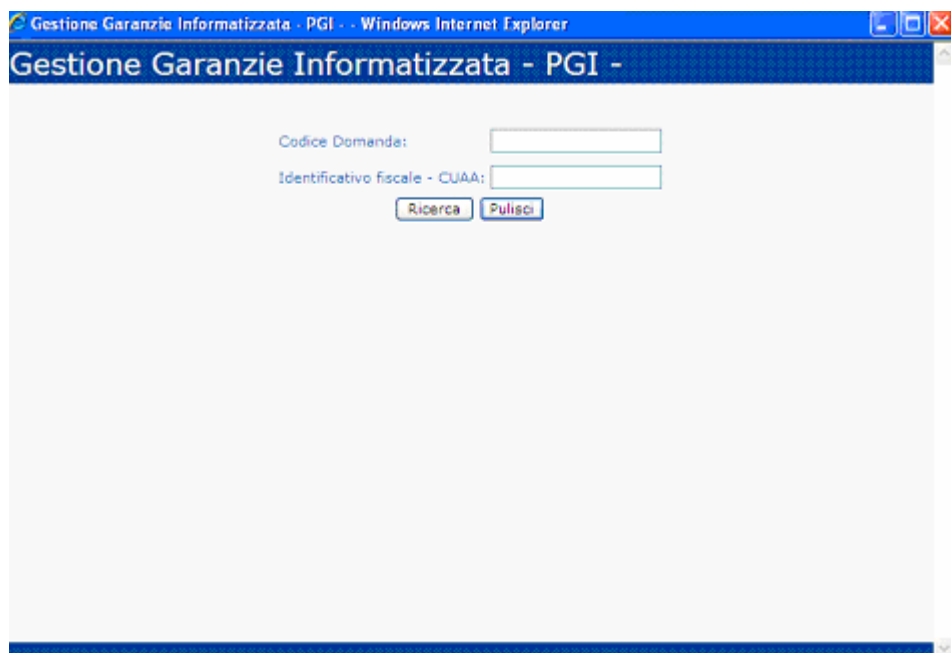 Gestione Garanzie Informatizzata - PGI - - Windows Internet Explorer
Gestione Garanzie Informatizzata - PGI -
Codice Domanda:
Identificativo fiscale - CUAA:
Ricerca Pulisci